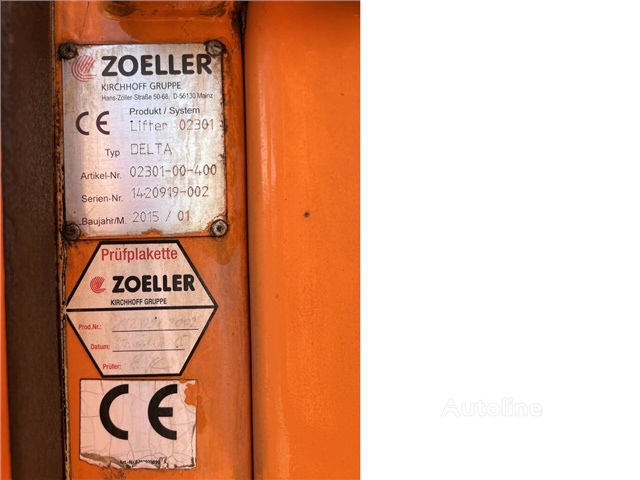 ZOELLER
KIRCHHOFF GRUPPE
Hans-Zöller-Straße 50-68, D-55130 Mainz
Produkt / System
CE Lifter 02301
Typ DELTA
Artikel-Nr. 02301-00-400
Serien-Nr. 1420919-002
Baujahr/M. 2015 / 01
Prüfplakette
ZOELLER
KIRCHHOFF GRUPPE
Prod.Nr.:
Datum:
Prüfer:
CE
Autoline